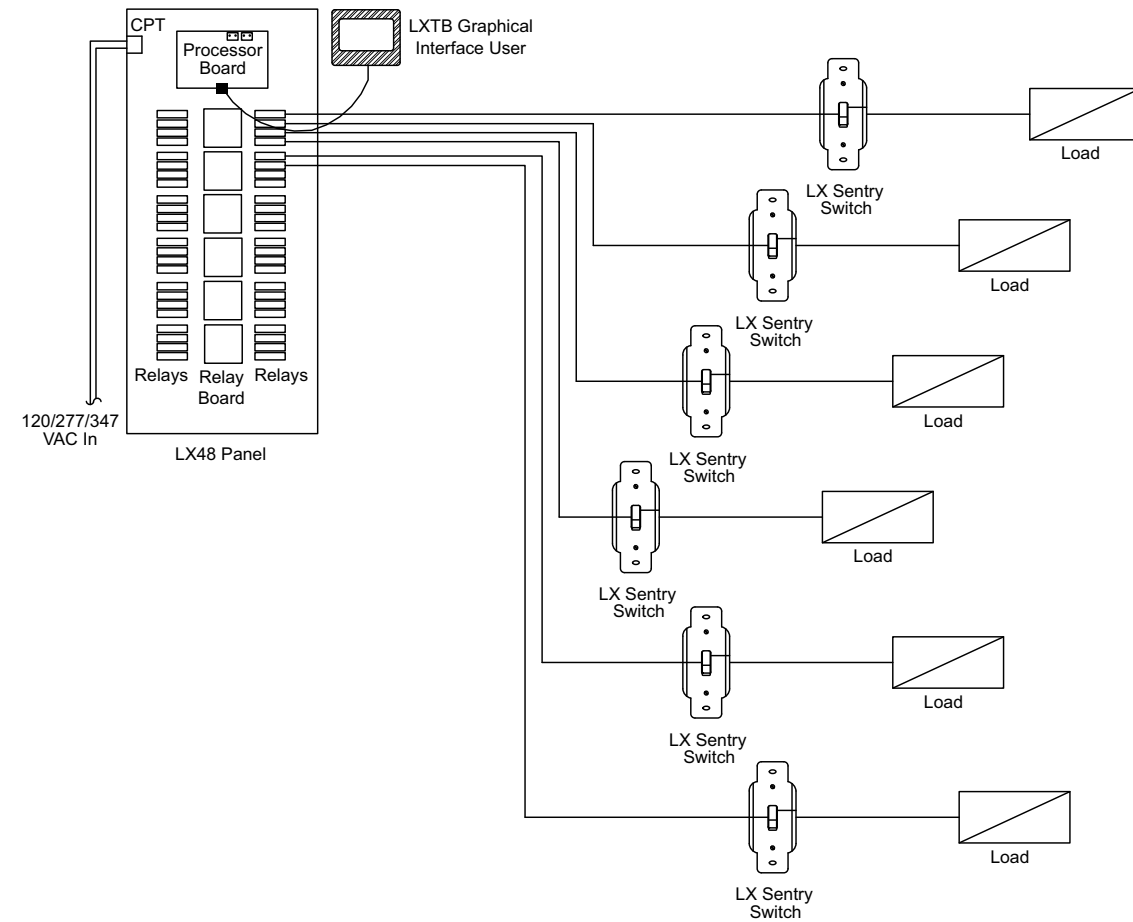 CPT
Processor
Board
LXTB Graphical
Interface User
Relays
Relay
Board
Relays
120/277/347
VAC In
LX48 Panel
LX Sentry
Switch
Load
LX Sentry
Switch
Load
LX Sentry
Switch
Load
LX Sentry
Switch
Load
LX Sentry
Switch
Load
LX Sentry
Switch
Load